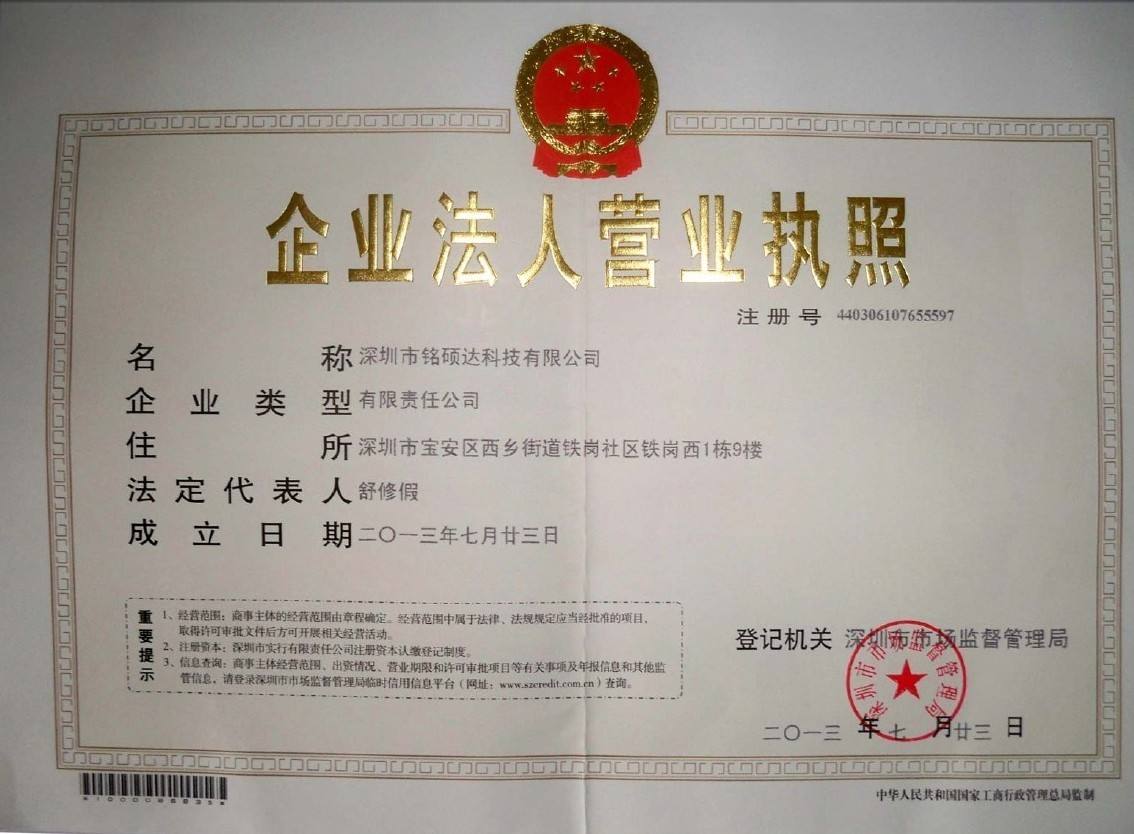 企业法人营业执照
注册号 440306107655597
名称 深圳市铭硕达科技有限公司
企业类型 有限责任公司
住所 深圳市宝安区西乡街道铁岗社区铁岗西1栋9楼
法定代表人 舒修假
成立日期 二〇一三年七月廿三日
重要提示
1、经营范围：商事主体的经营范围由章程确定。经营范围中属于法律、法规规定应当经批准的项目，
取得许可审批文件后方可开展相关经营活动。
2、注册资本：深圳市实行有限责任公司注册资本认缴登记制度。
3、信息查询：商事主体经营范围、出资情况、营业期限和许可审批项目等有关事项及年报信息和其他监
管信息，请登录深圳市市场监督管理局临时信用信息平台（网址：www.szcredit.com.cn）查询。
登记机关 深圳市市场监督管理局
深圳市市场监督管理局
二〇一三年七月廿三日
中华人民共和国国家工商行政管理总局监制